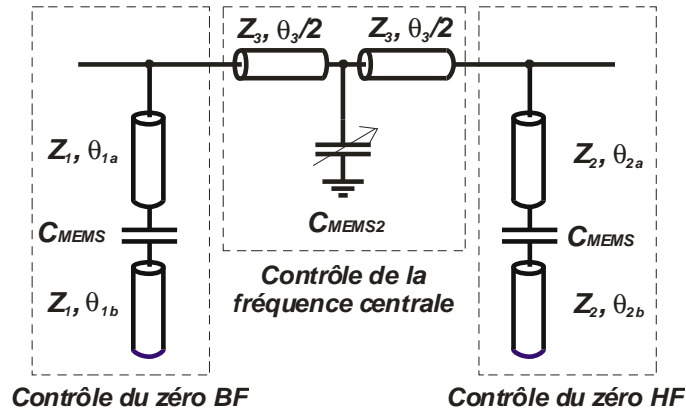 Z3, θ3/2 Z3, θ3/2
Z1, θ1a
Z2, θ2a
CMEMS
CMEMS2
CMEMS
Z1, θ1b
Contrôle de la
fréquence centrale
Z2, θ2b
Contrôle du zéro BF
Contrôle du zéro HF